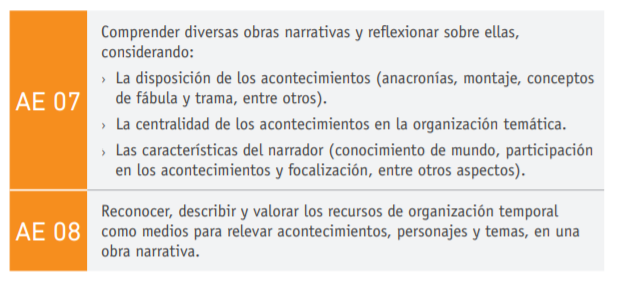 AE 07
Comprender diversas obras narrativas y reflexionar sobre ellas,
considerando:
› La disposición de los acontecimientos (anacronías, montaje, conceptos
de fábula y trama, entre otros).
› La centralidad de los acontecimientos en la organización temática.
› Las características del narrador (conocimiento de mundo, participación
en los acontecimientos y focalización, entre otros aspectos).
AE 08
Reconocer, describir y valorar los recursos de organización temporal
como medios para relevar acontecimientos, personajes y temas, en una
obra narrativa.